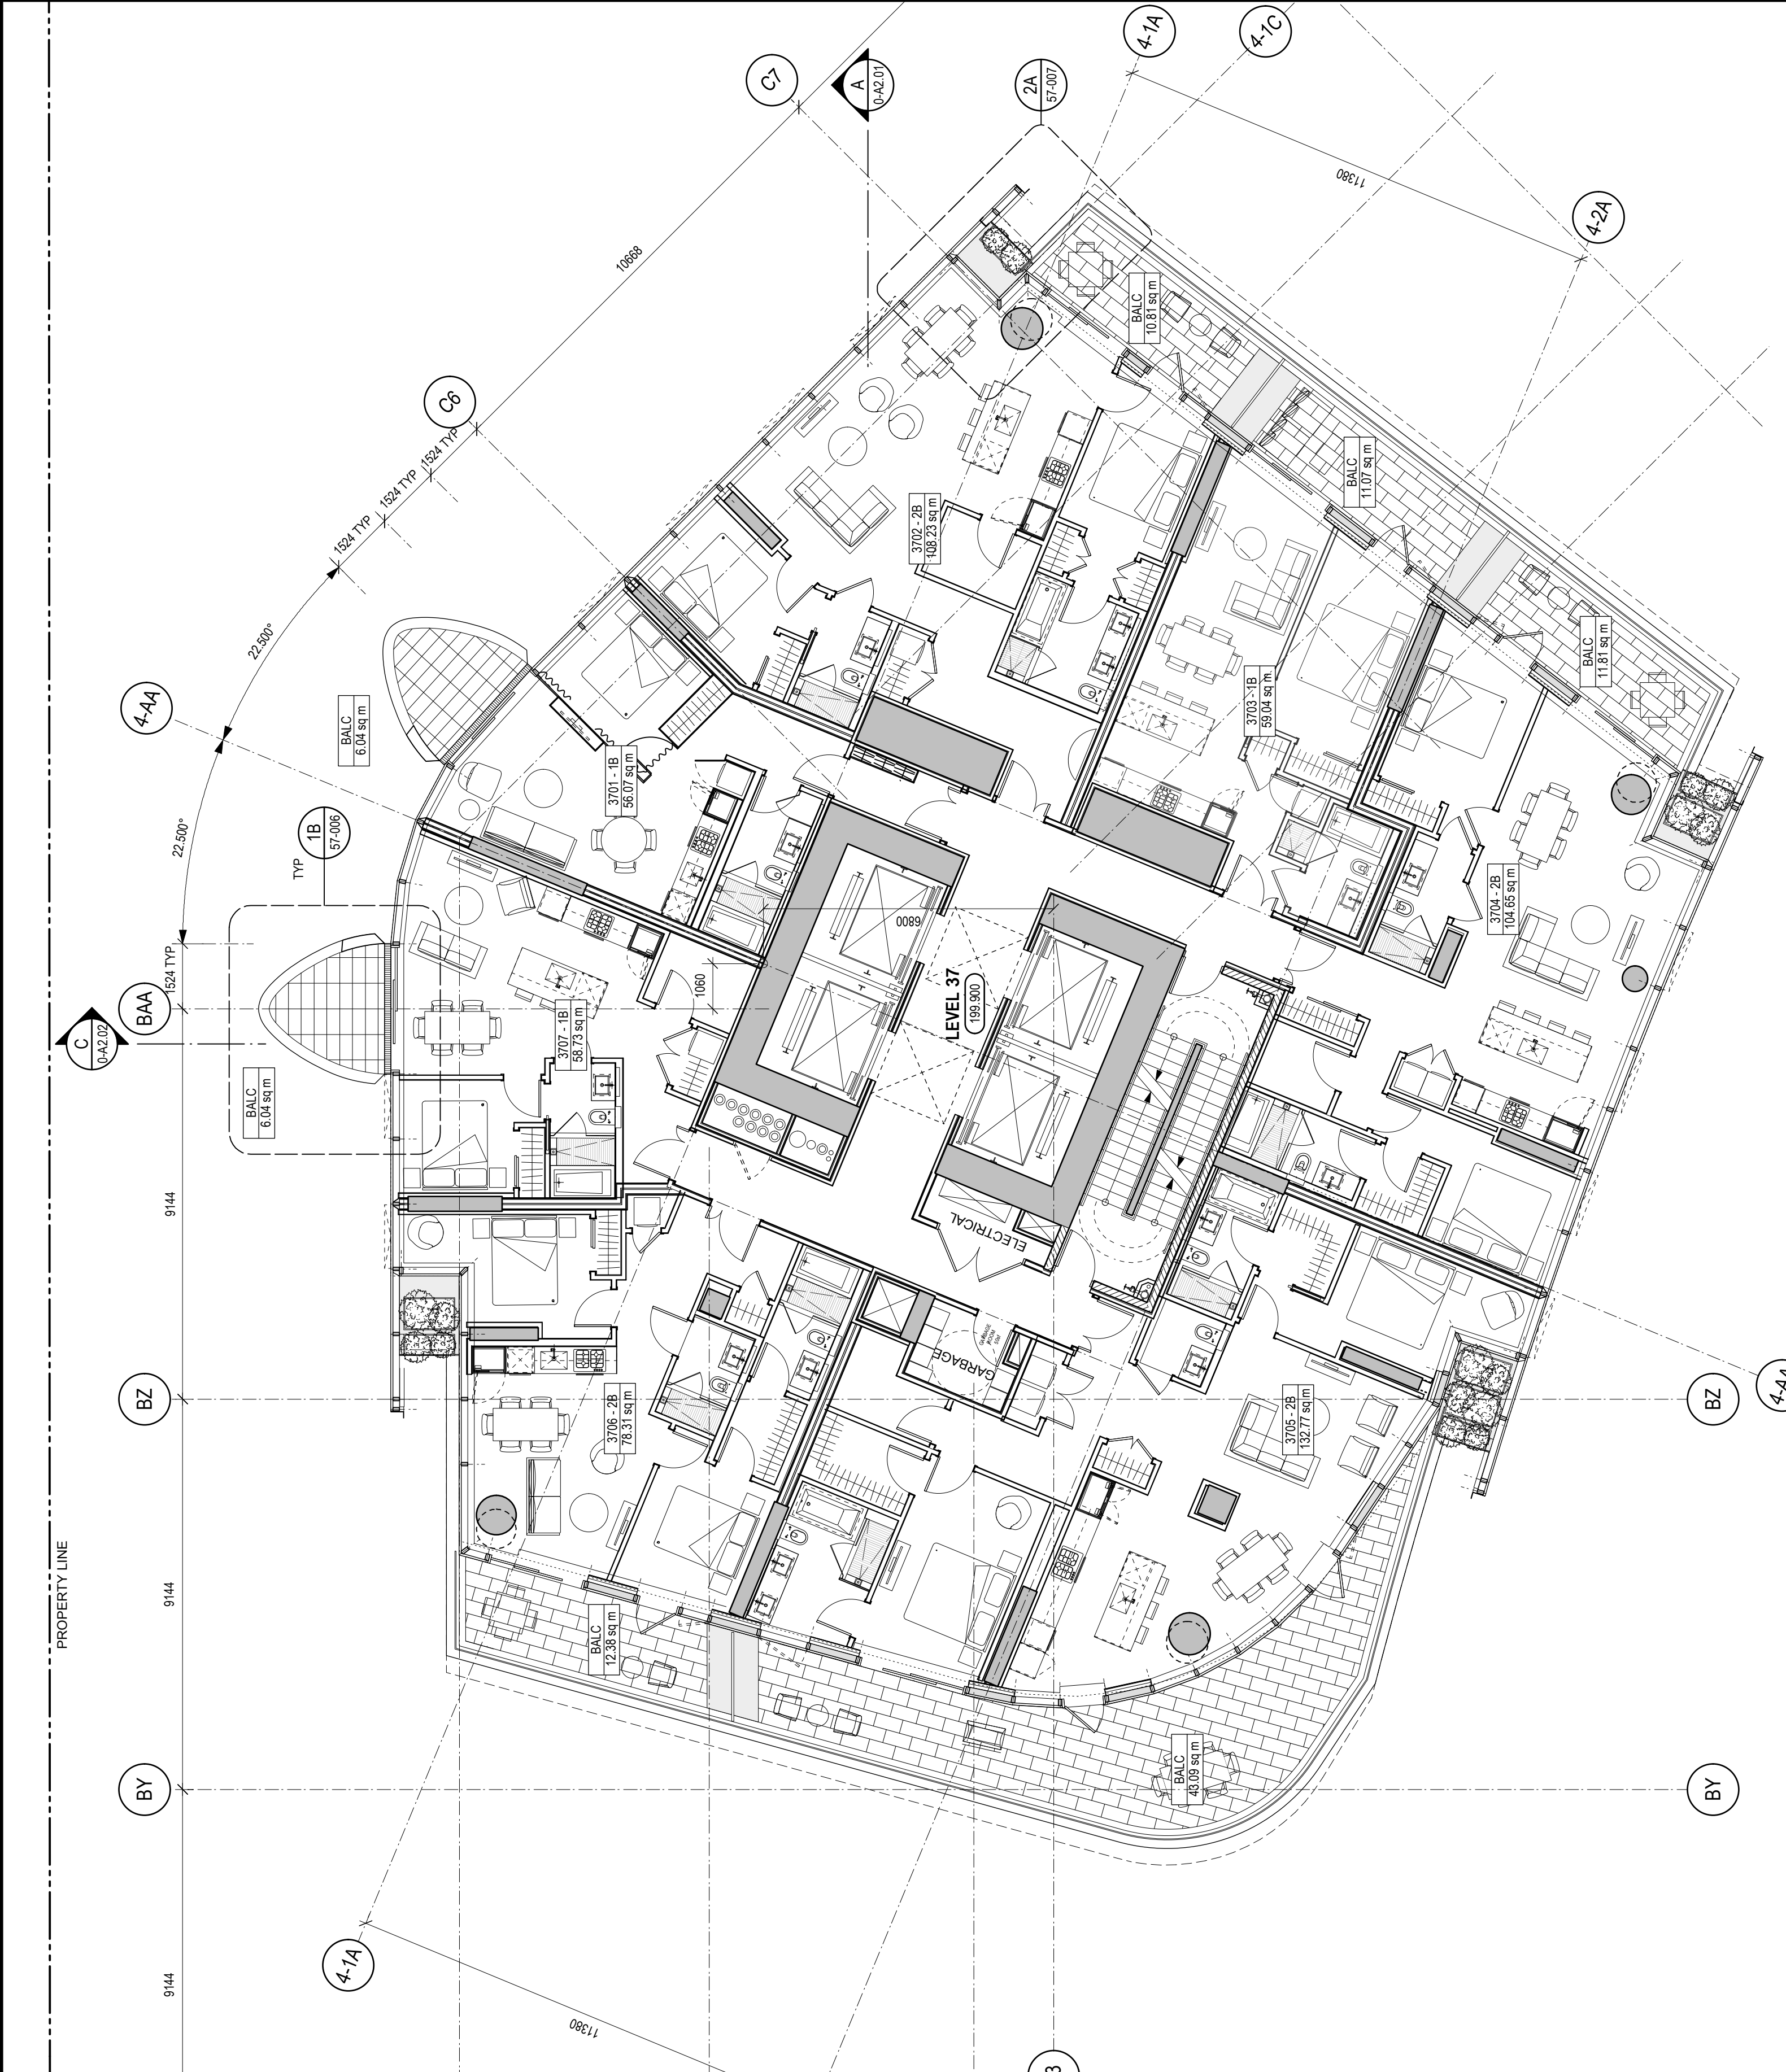 4-1A
4-1C
C7
A
0-A2.01
2A
57-007
11380
4-2A
10668
C6
1524 TYP
1524 TYP
BALC
10.81 sq m
BALC
11.07 sq m
BALC
11.81 sq m
3702 - 2B
108.23 sq m
22.500°
4-AA
BALC
6.04 sq m
3701 - 1B
56.07 sq m
3703 - 1B
59.04 sq m
22.500°
TYP
1B
57-006
3704 - 2B
104.65 sq m
6800
1060
LEVEL 37
199.900
1524 TYP
BAA
C
0-A2.02
3707 - 1B
58.73 sq m
BALC
6.04 sq m
9144
ELECTRICAL
GARBAGE
GARBAGE
ROOM
SIM
BZ
BZ
4-AA
3706 - 2B
78.31 sq m
3705 - 2B
132.77 sq m
PROPERTY LINE
9144
BALC
12.38 sq m
BALC
43.09 sq m
BY
BY
4-1A
9144
11380